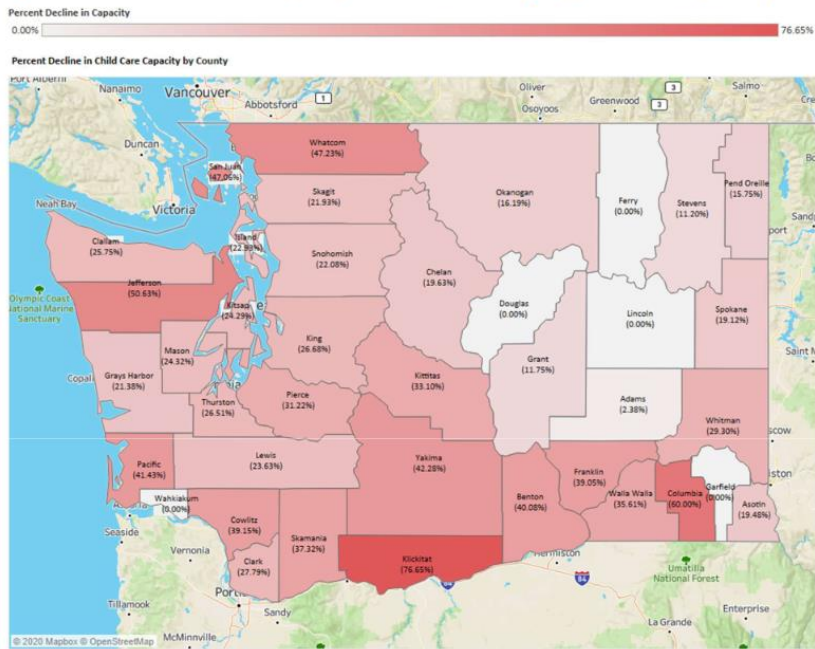 Percent Decline in Capacity
0.00%
76.65%
Percent Decline in Child Care Capacity by County
Nanaimo
Vancouver
Abbotsford
1
Oliver
Osoyoos
Greenwood
3
3
Salmo
Duncan
Victoria
Neah Bay
Whatcom
(47.23%)
San Juan
(47.06%)
Skagit
(21.93%)
Okanogan
(16.19%)
Ferry
(0.00%)
Stevens
(11.20%)
Pend Oreille
(15.75%)
Clallam
(25.75%)
Island
(22.93%)
Snohomish
(22.08%)
Chelan
(19.63%)
Jefferson
(50.63%)
Olympic Coast
National Marine
Sanctuary
Kitsap
(24.29%)
Douglas
(0.00%)
Lincoln
(0.00%)
Spokane
(19.12%)
King
(26.68%)
Mason
(24.32%)
Grays Harbor
(21.38%)
Grant
(11.75%)
Kittitas
(33.10%)
Adams
(2.38%)
Thurston
(26.51%)
Pierce
(31.22%)
Whitman
(29.30%)
Lewis
(23.63%)
Pacific
(41.43%)
Yakima
(42.28%)
Franklin
(39.05%)
Garfield
(0.00%)
Wahkiakum
(0.00%)
Benton
(40.08%)
Walla Walla
(35.61%)
Columbia
(60.00%)
Asotin
(19.48%)
Cowlitz
(39.15%)
Skamania
(37.32%)
Seaside
Vernonia
Clark
(27.79%)
Klickitat
(76.65%)
Hermiston
Umatilla
National Forest
84
84
Tillamook
Sandy
Enterprise
La Grande
McMinnville
© 2020 Mapbox © OpenStreetMap